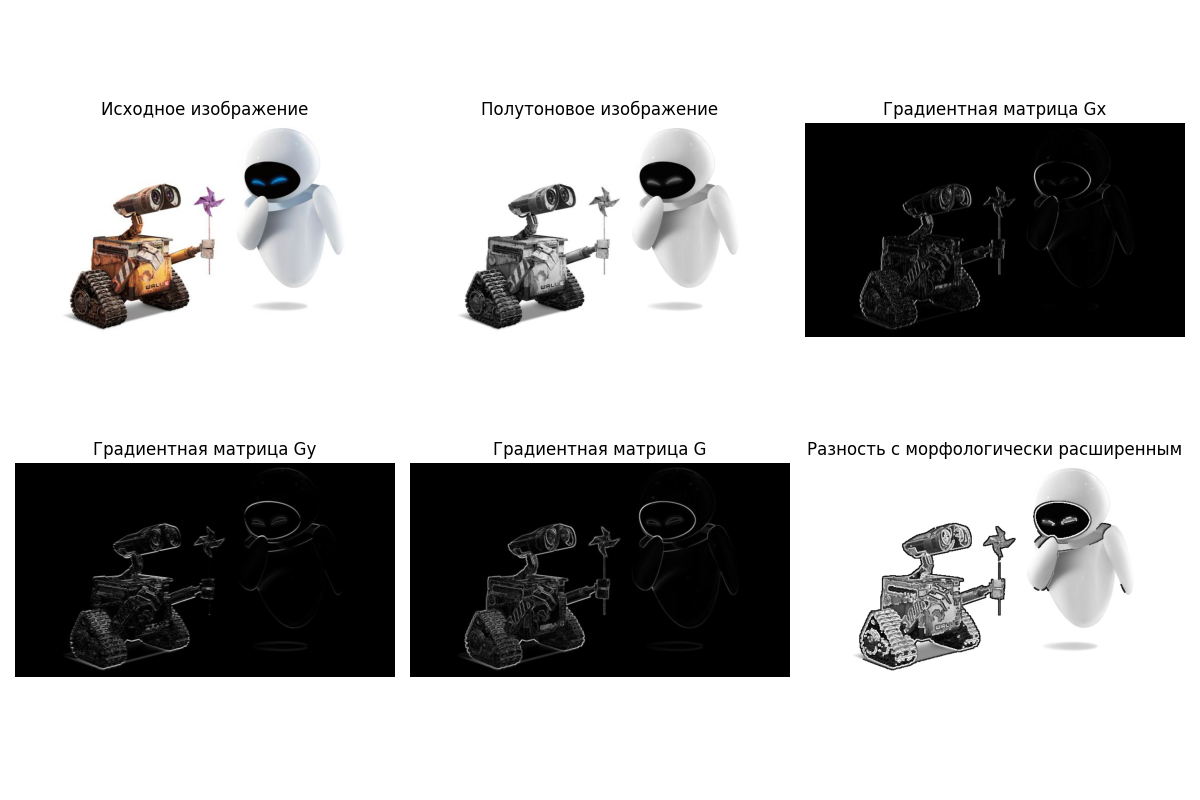 Исходное изображение
Полутоновое изображение
Градиентная матрица Gx
Градиентная матрица Gy
Градиентная матрица G
Разность с морфологически расширенным